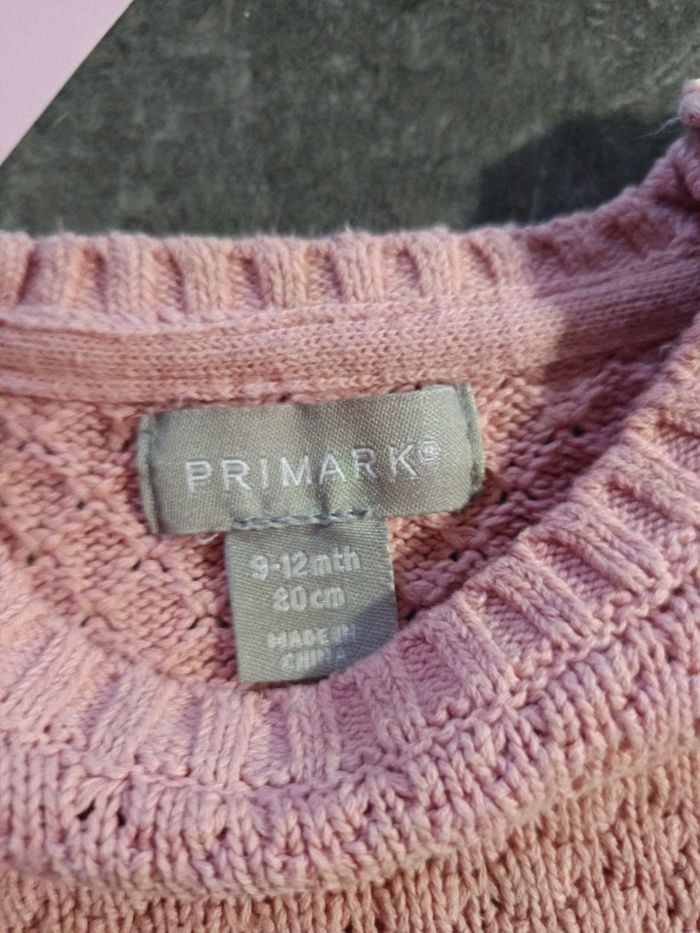 PRIMARK®
9-12mth
80cm
MADE IN
CHINA